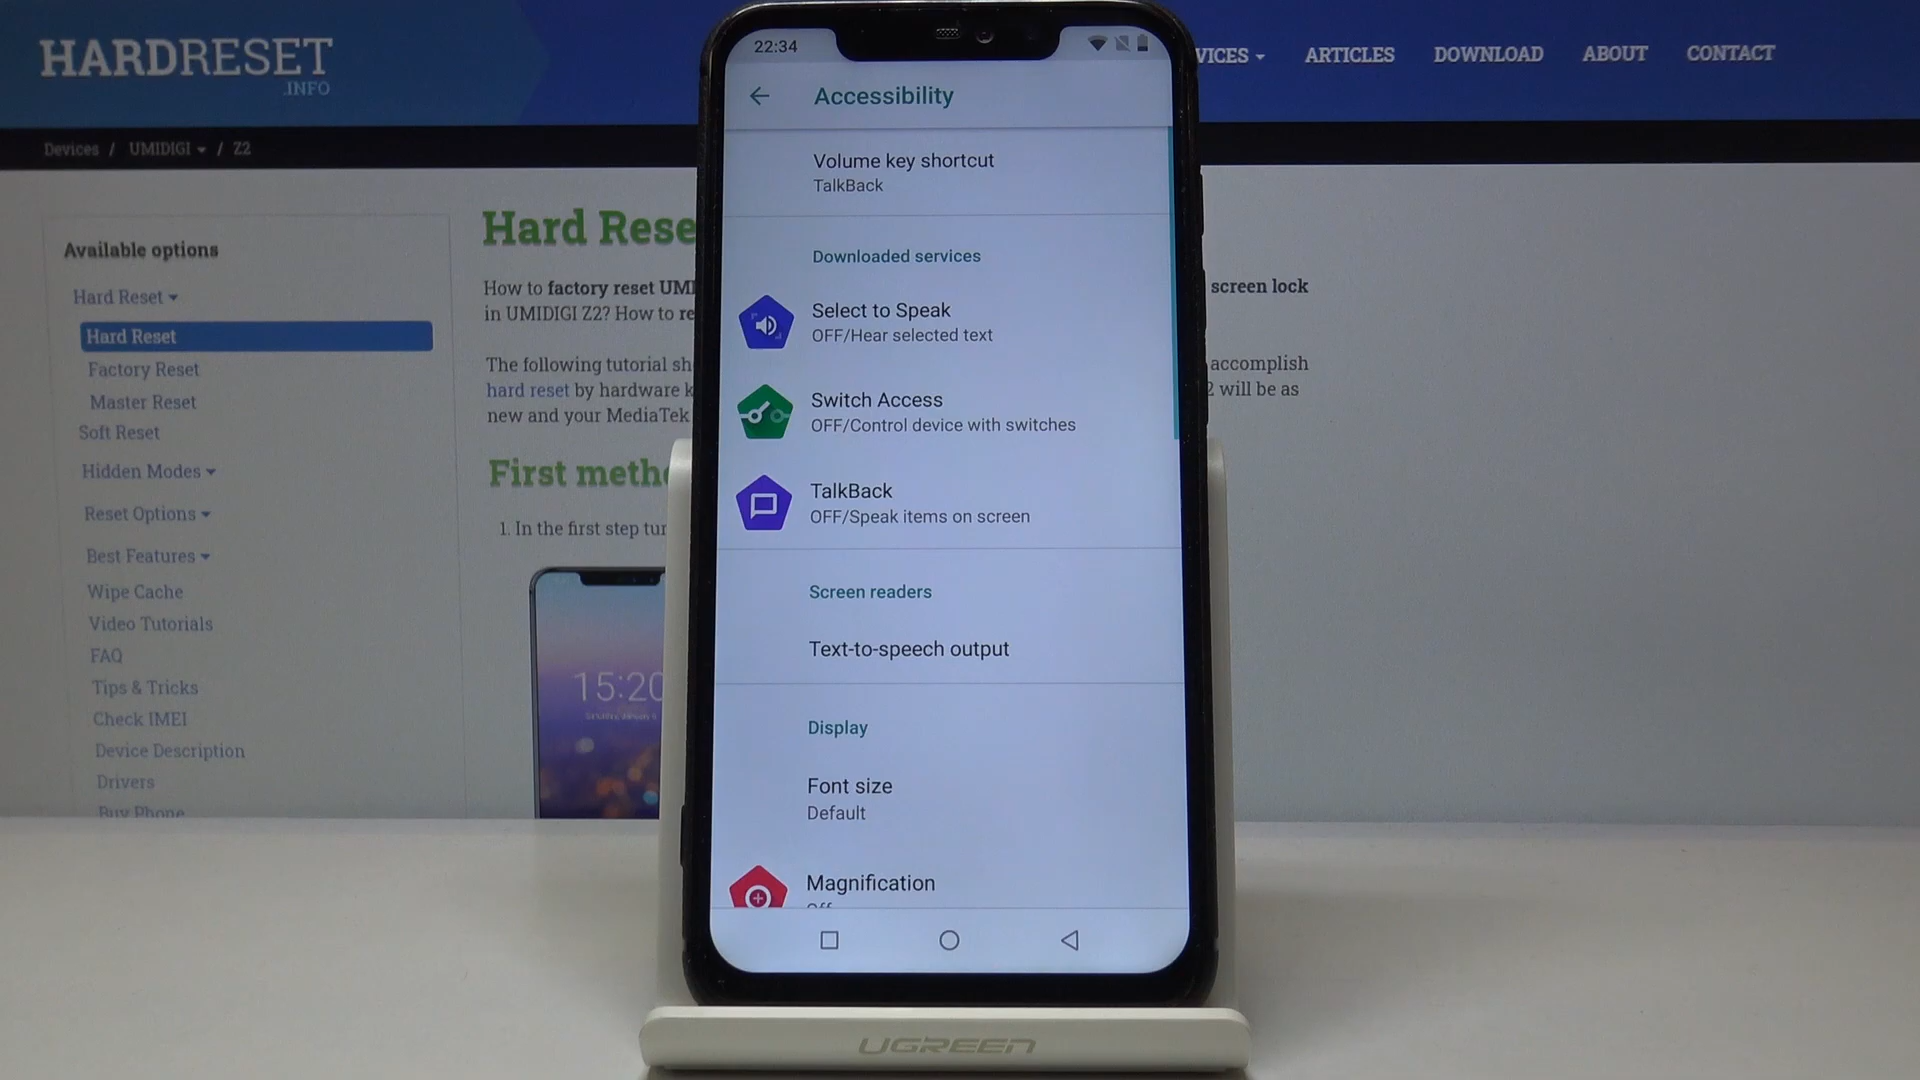 HARDRESET
.INFO
VICES
ARTICLES
DOWNLOAD
ABOUT
CONTACT
Devices / UMIDIGI / Z2
Available options
Hard Reset
Hard Reset
Factory Reset
Master Reset
Soft Reset
Hidden Modes
Reset Options
Best Features
Wipe Cache
Video Tutorials
FAQ
Tips & Tricks
Check IMEI
Device Description
Drivers
Buy Phone
Hard Rese
How to factory reset UMI
screen lock
in UMIDIGI Z2? How to re
The following tutorial sh
accomplish
hard reset by hardware k
2 will be as
new and your MediaTek
First metho
1. In the first step tur
15:20
22:34
Accessibility
Volume key shortcut
TalkBack
Downloaded services
Select to Speak
OFF/Hear selected text
Switch Access
OFF/Control device with switches
TalkBack
OFF/Speak items on screen
Screen readers
Text-to-speech output
Display
Font size
Default
Magnification
Off
UGREEN